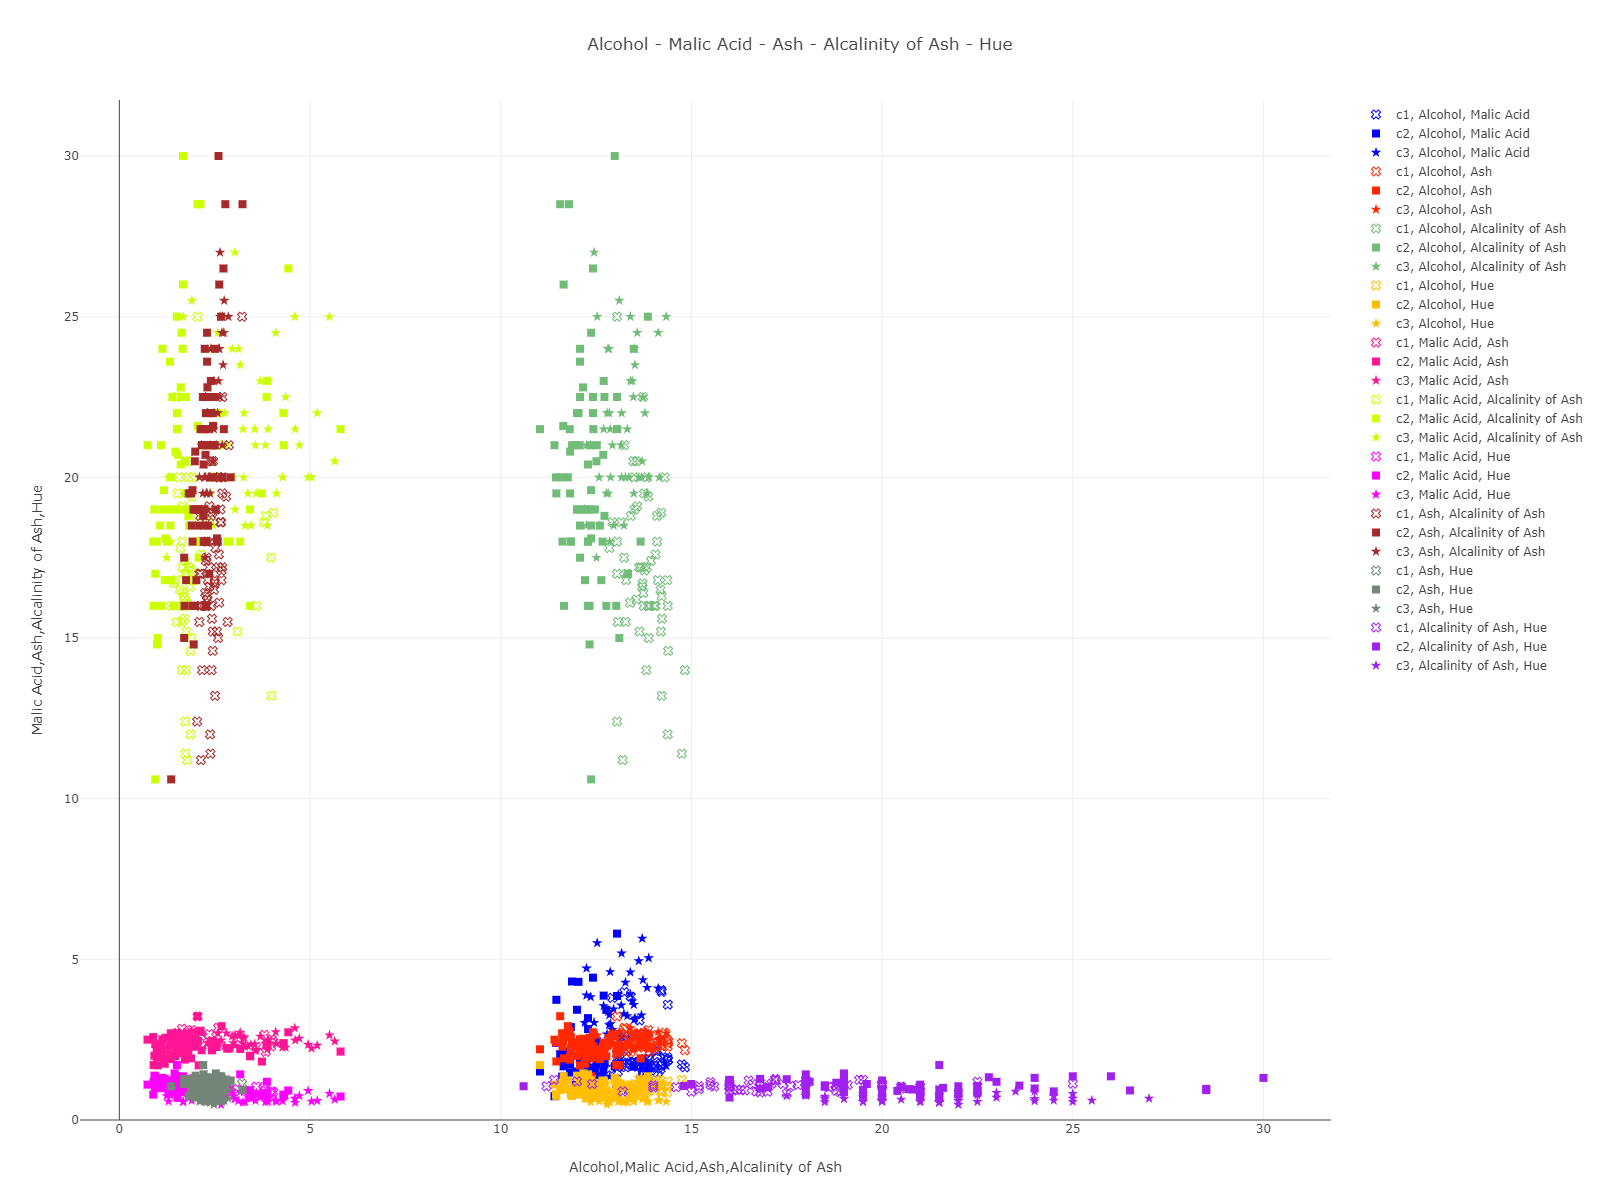 Alcohol - Malic Acid - Ash - Alcalinity of Ash - Hue
c1, Alcohol, Malic Acid
c2, Alcohol, Malic Acid
c3, Alcohol, Malic Acid
c1, Alcohol, Ash
c2, Alcohol, Ash
c3, Alcohol, Ash
c1, Alcohol, Alcalinity of Ash
c2, Alcohol, Alcalinity of Ash
c3, Alcohol, Alcalinity of Ash
c1, Alcohol, Hue
c2, Alcohol, Hue
c3, Alcohol, Hue
c1, Malic Acid, Ash
c2, Malic Acid, Ash
c3, Malic Acid, Ash
c1, Malic Acid, Alcalinity of Ash
c2, Malic Acid, Alcalinity of Ash
c3, Malic Acid, Alcalinity of Ash
c1, Malic Acid, Hue
c2, Malic Acid, Hue
c3, Malic Acid, Hue
c1, Ash, Alcalinity of Ash
c2, Ash, Alcalinity of Ash
c3, Ash, Alcalinity of Ash
c1, Ash, Hue
c2, Ash, Hue
c3, Ash, Hue
c1, Alcalinity of Ash, Hue
c2, Alcalinity of Ash, Hue
c3, Alcalinity of Ash, Hue
Malic Acid,Ash,Alcalinity of Ash,Hue
30
25
20
15
10
5
0
0 5 10 15 20 25 30
Alcohol,Malic Acid,Ash,Alcalinity of Ash